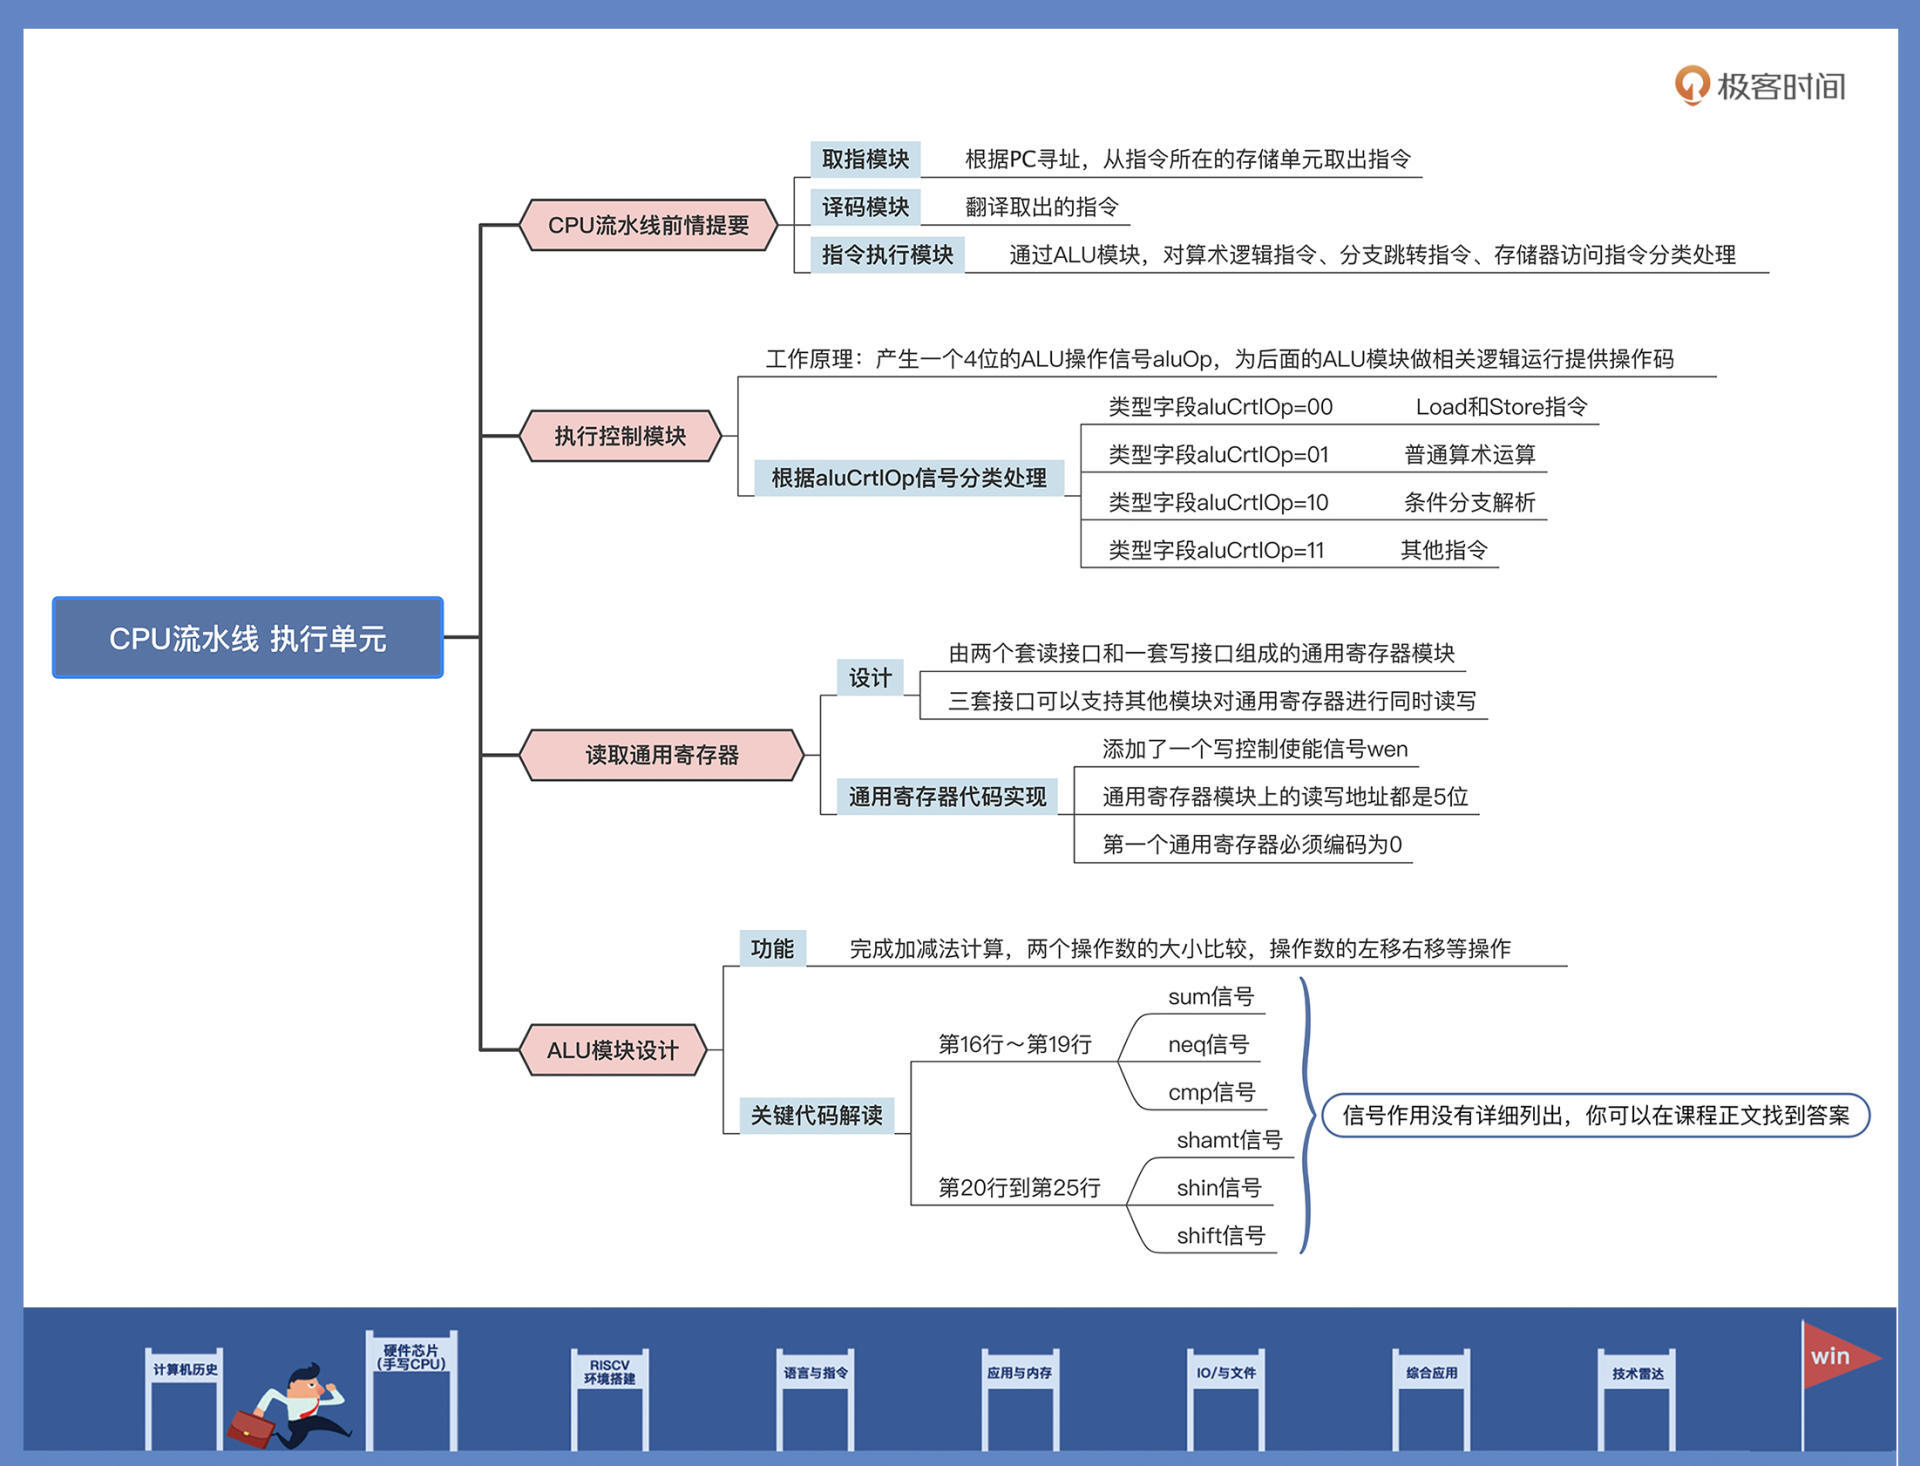 极客时间
CPU流水线 执行单元
CPU流水线前情提要
取指模块
根据PC寻址，从指令所在的存储单元取出指令
译码模块
翻译取出的指令
指令执行模块
通过ALU模块，对算术逻辑指令、分支跳转指令、存储器访问指令分类处理
执行控制模块
工作原理：产生一个4位的ALU操作信号aluOp，为后面的ALU模块做相关逻辑运行提供操作码
根据aluCrtlOp信号分类处理
类型字段aluCrtlOp=00
Load和Store指令
类型字段aluCrtlOp=01
普通算术运算
类型字段aluCrtlOp=10
条件分支解析
类型字段aluCrtlOp=11
其他指令
读取通用寄存器
设计
由两个套读接口和一套写接口组成的通用寄存器模块
三套接口可以支持其他模块对通用寄存器进行同时读写
通用寄存器代码实现
添加了一个写控制使能信号wen
通用寄存器模块上的读写地址都是5位
第一个通用寄存器必须编码为0
ALU模块设计
功能
完成加减法计算，两个操作数的大小比较，操作数的左移右移等操作
关键代码解读
第16行～第19行
sum信号
neq信号
cmp信号
第20行到第25行
shamt信号
shin信号
shift信号
信号作用没有详细列出，你可以在课程正文找到答案
计算机历史
硬件芯片
（手写CPU）
RISCV
环境搭建
语言与指令
应用与内存
IO/与文件
综合应用
技术雷达
win